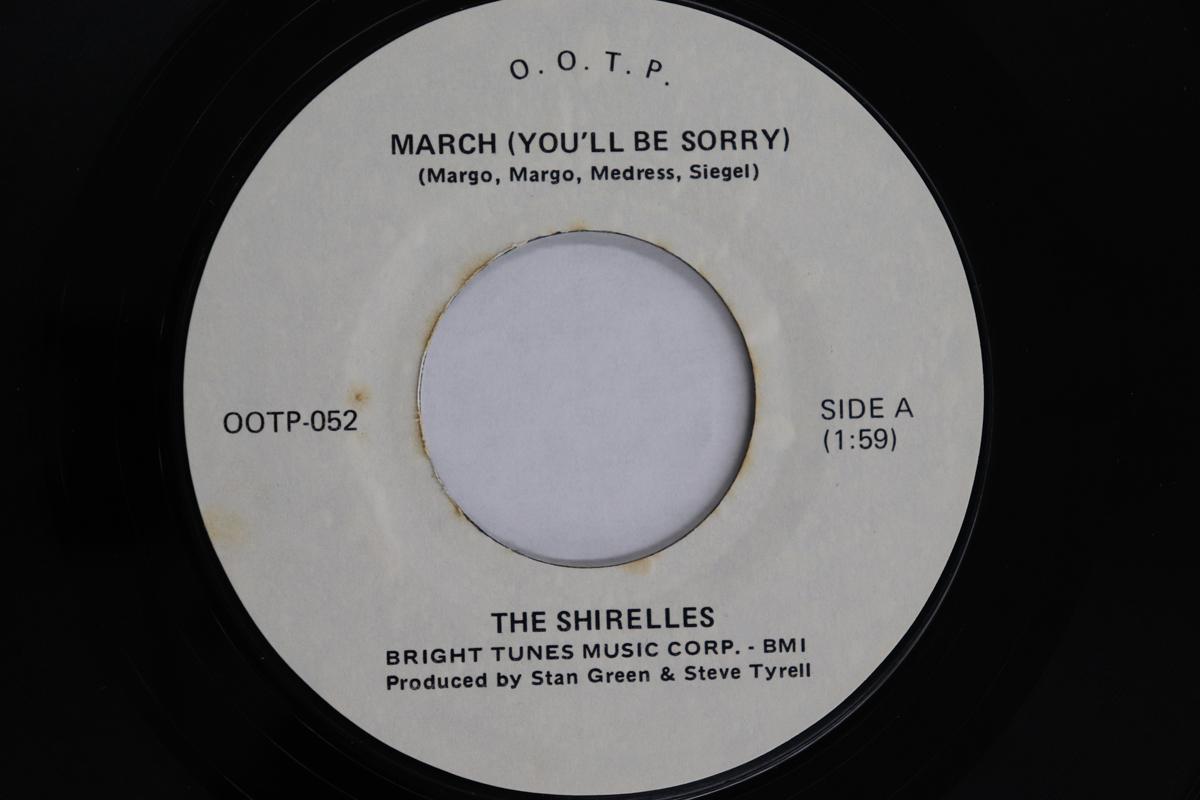 O. O. T. P.
MARCH (YOU'LL BE SORRY)
(Margo, Margo, Medress, Siegel)
OOTP-052
SIDE A
(1:59)
THE SHIRELLES
BRIGHT TUNES MUSIC CORP. - BMI
Produced by Stan Green & Steve Tyrell